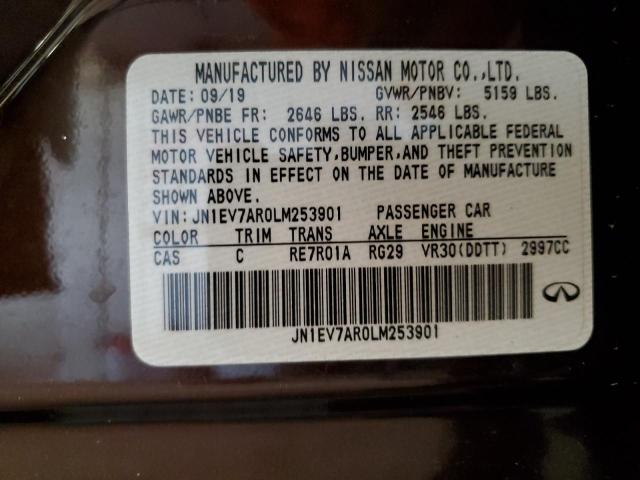 MANUFACTURED BY NISSAN MOTOR CO.,LTD.
DATE: 09/19 GVWR/PNBV: 5159 LBS.
GAWR/PNBE FR: 2646 LBS. RR: 2546 LBS.
THIS VEHICLE CONFORMS TO ALL APPLICABLE FEDERAL
MOTOR VEHICLE SAFETY,BUMPER,AND THEFT PREVENTION
STANDARDS IN EFFECT ON THE DATE OF MANUFACTURE
SHOWN ABOVE.
VIN: JN1EV7AR0LM253901 PASSENGER CAR
COLOR TRIM TRANS AXLE ENGINE
CAS C RE7R01A RG29 VR30(DDTT) 2997CC
JN1EV7AR0LM253901